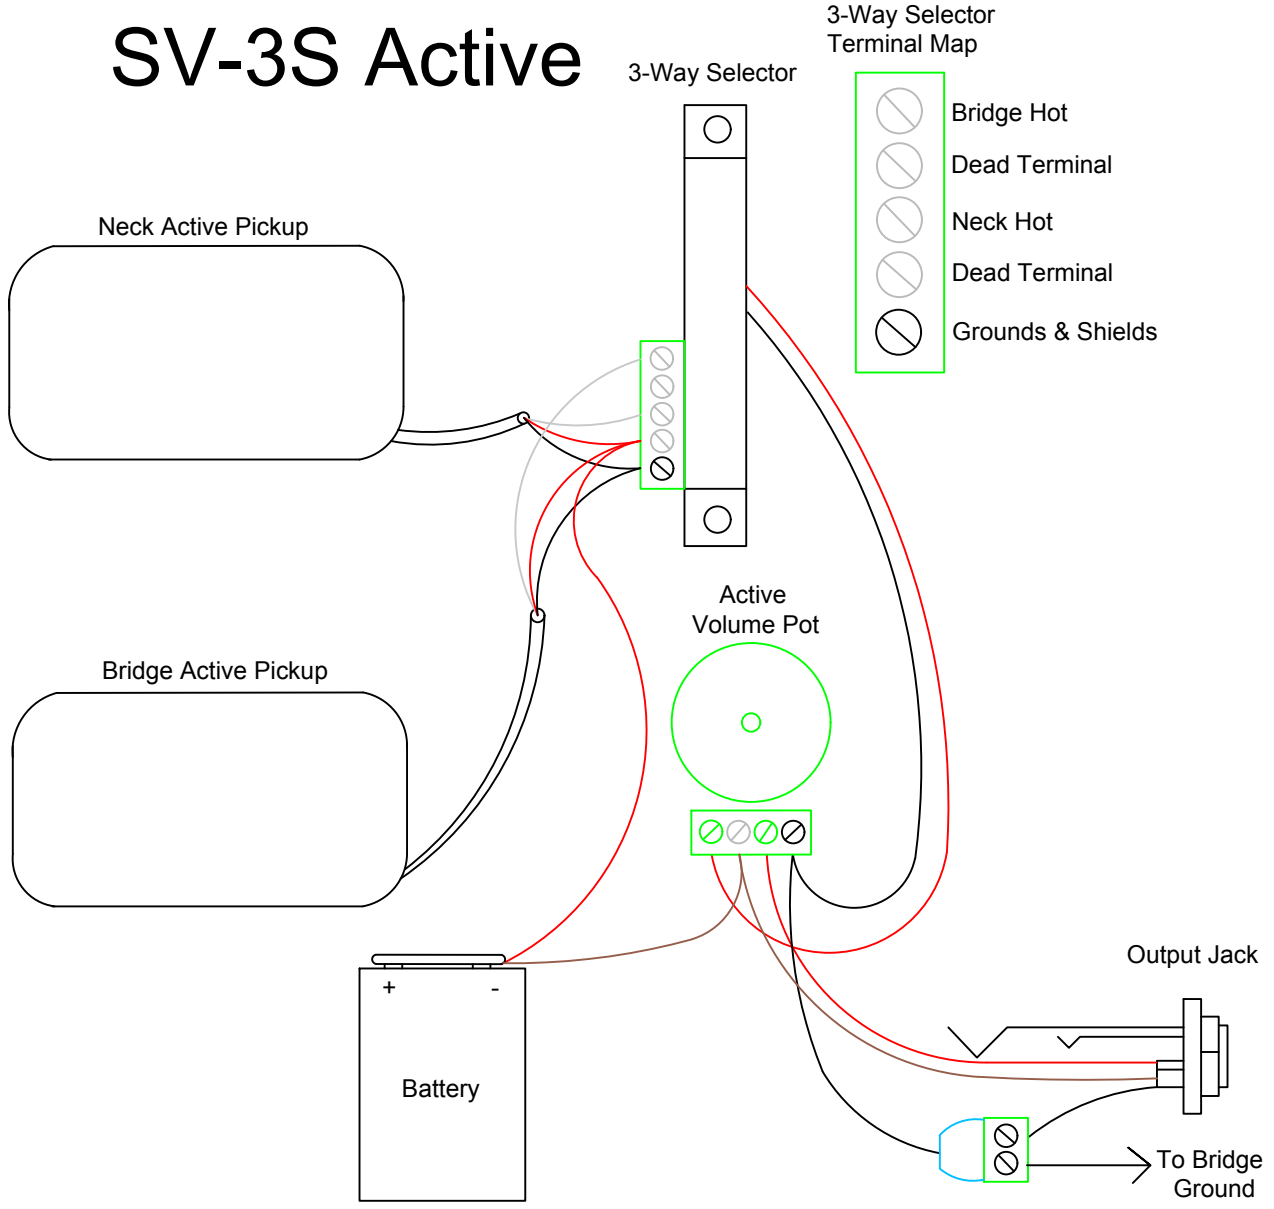 SV-3S Active
3-Way Selector
3-Way Selector
Terminal Map
Bridge Hot
Dead Terminal
Neck Hot
Dead Terminal
Grounds & Shields
Neck Active Pickup
Active
Volume Pot
Bridge Active Pickup
Output Jack
+ -
Battery
To Bridge
Ground